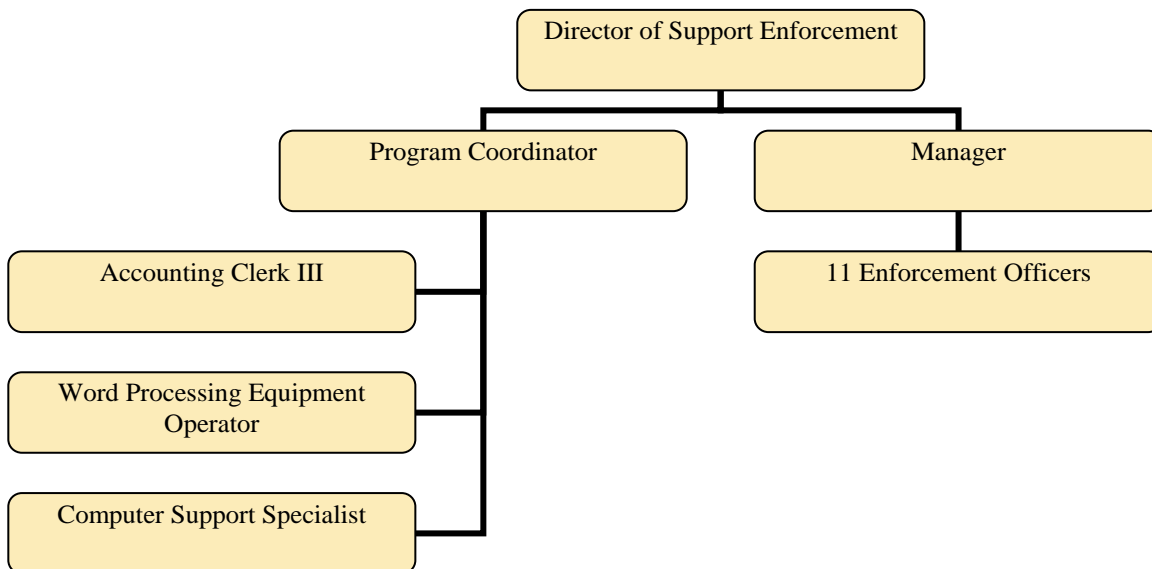 Director of Support Enforcement
Program Coordinator
Manager
Accounting Clerk III
11 Enforcement Officers
Word Processing Equipment
Operator
Computer Support Specialist